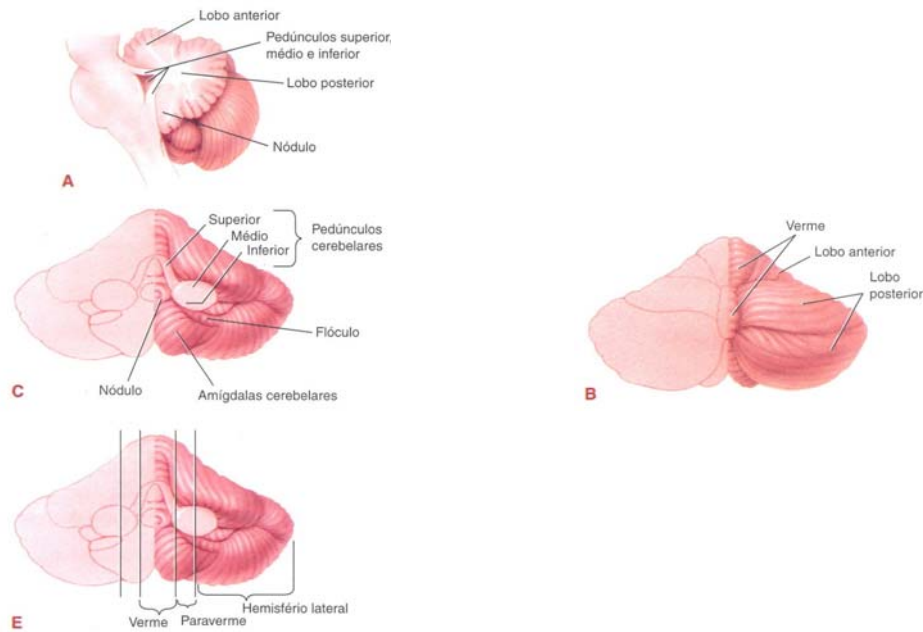 Lobo anterior
Pedúnculos superior,
médio e inferior
Lobo posterior
Nódulo
A
Superior
Médio
Inferior
Pedúnculos
cerebelares
Flóculo
Nódulo
Amígdalas cerebelares
C
Verme
Lobo anterior
Lobo
posterior
B
Verme
Paraverme
Hemisfério lateral
E